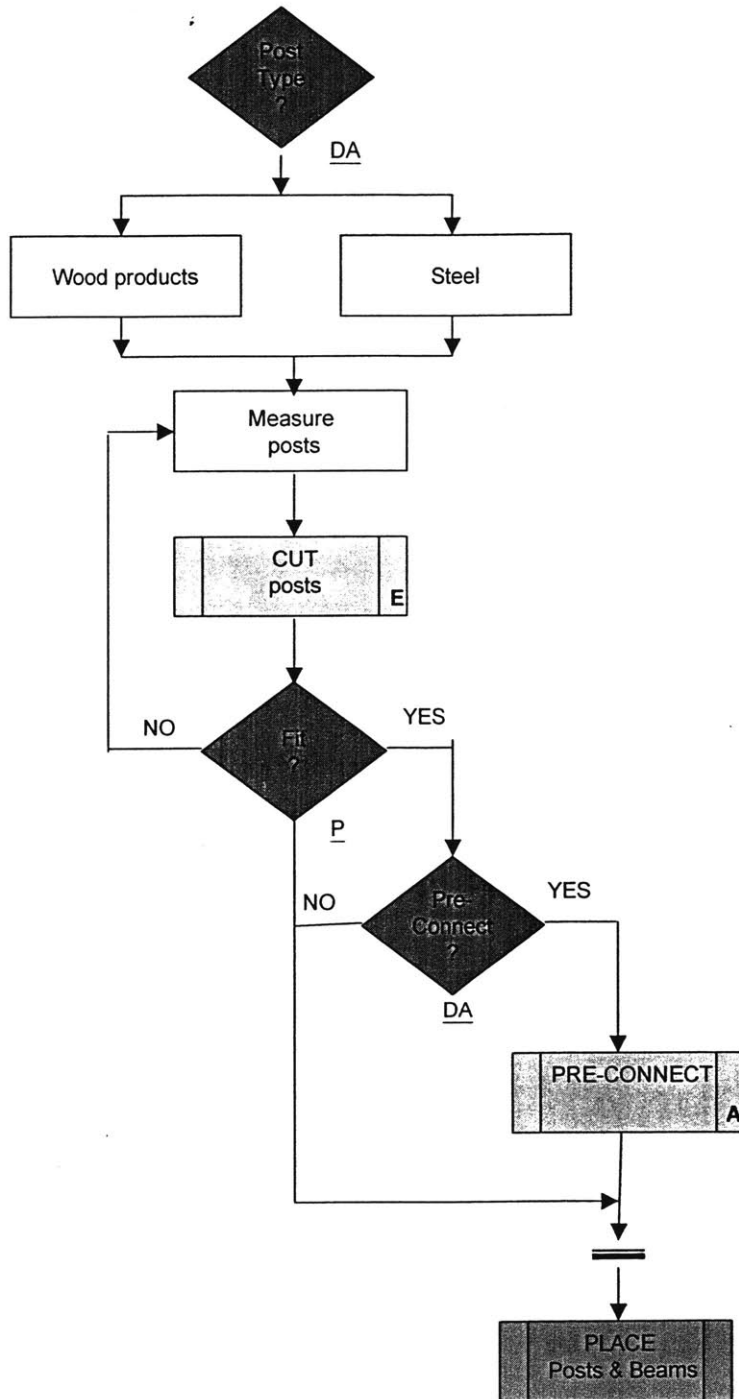 Post
Type
?
DA
Wood products
Steel
Measure
posts
CUT
posts
E
NO
Fit
?
YES
P
NO
Pre-
Connect
?
YES
DA
PRE-CONNECT
A
PLACE
Posts & Beams